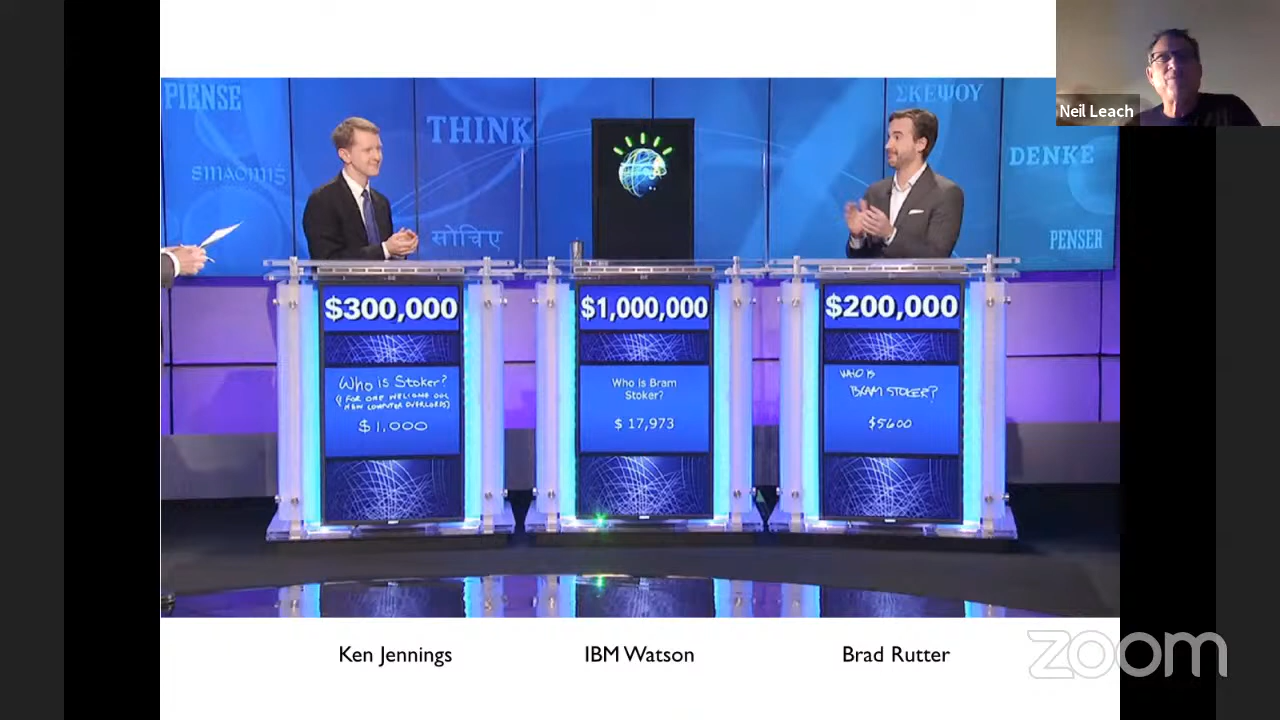 Neil Leach
PIENSE
THINK
ΣΚΕΨΟΥ
DENKE
सोचिए
PENSER
$300,000
$1,000,000
$200,000
Who is Stoker?
(I FOR ONE WELCOME OUR
NEW COMPUTER OVERLORDS)
$1,000
Who is Bram
Stoker?
$ 17,973
WHO IS
BRAM STOKER?
$5600
Ken Jennings
IBM Watson
Brad Rutter
zoom